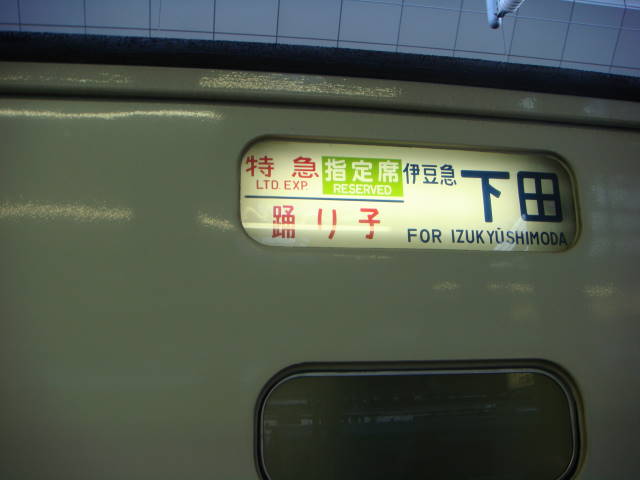 特急 指定席 伊豆急 下田
LTD. EXP. RESERVED
踊り子 FOR IZUKYŪSHIMODA